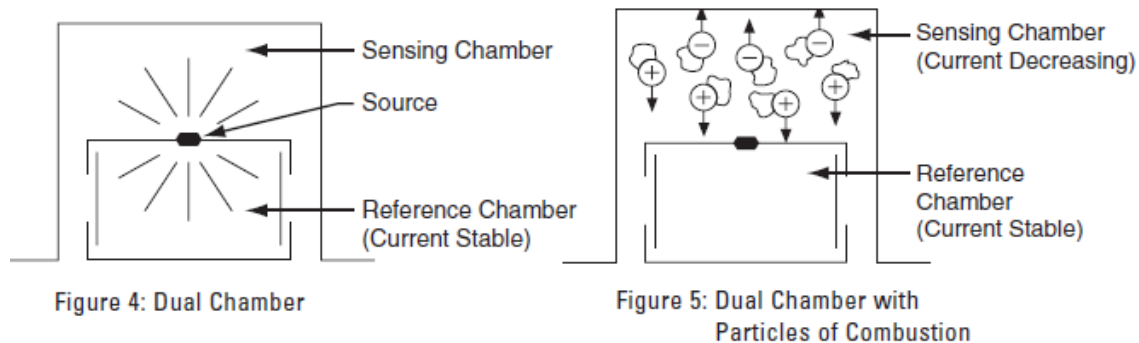 Sensing Chamber
Source
Reference Chamber
(Current Stable)
Figure 4: Dual Chamber
Sensing Chamber
(Current Decreasing)
Reference
Chamber
(Current Stable)
Figure 5: Dual Chamber with
Particles of Combustion